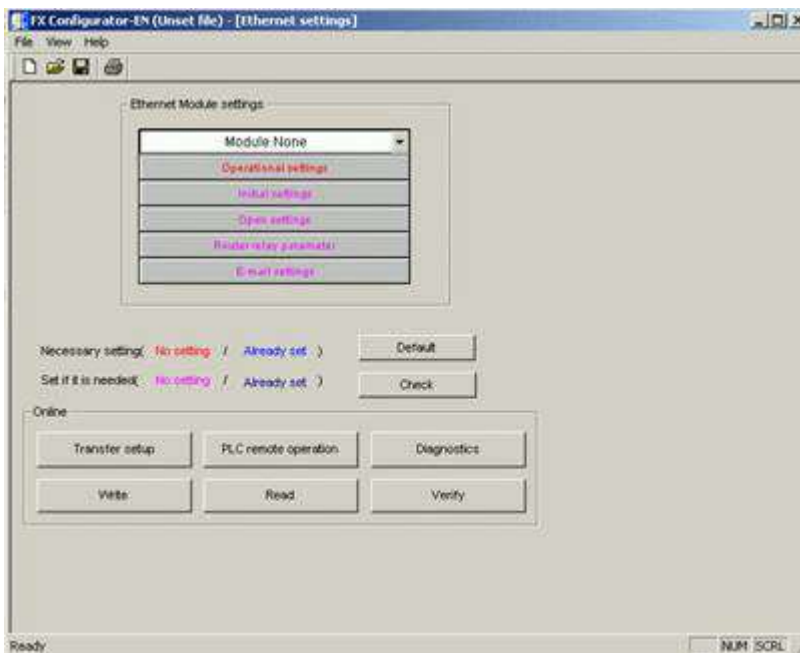 FX Configurator-EN (Unset file) - [Ethernet settings]
File View Help
Ethernet Module settings
Module None
Operational settings
Initial settings
Open settings
Router relay parameter
E-mail settings
Necessary setting( No setting / Already set ) Default
Set if it is needed( No setting / Already set ) Check
Online
Transfer setup PLC remote operation Diagnostics
Write Read Verify
Ready NUM SCRL